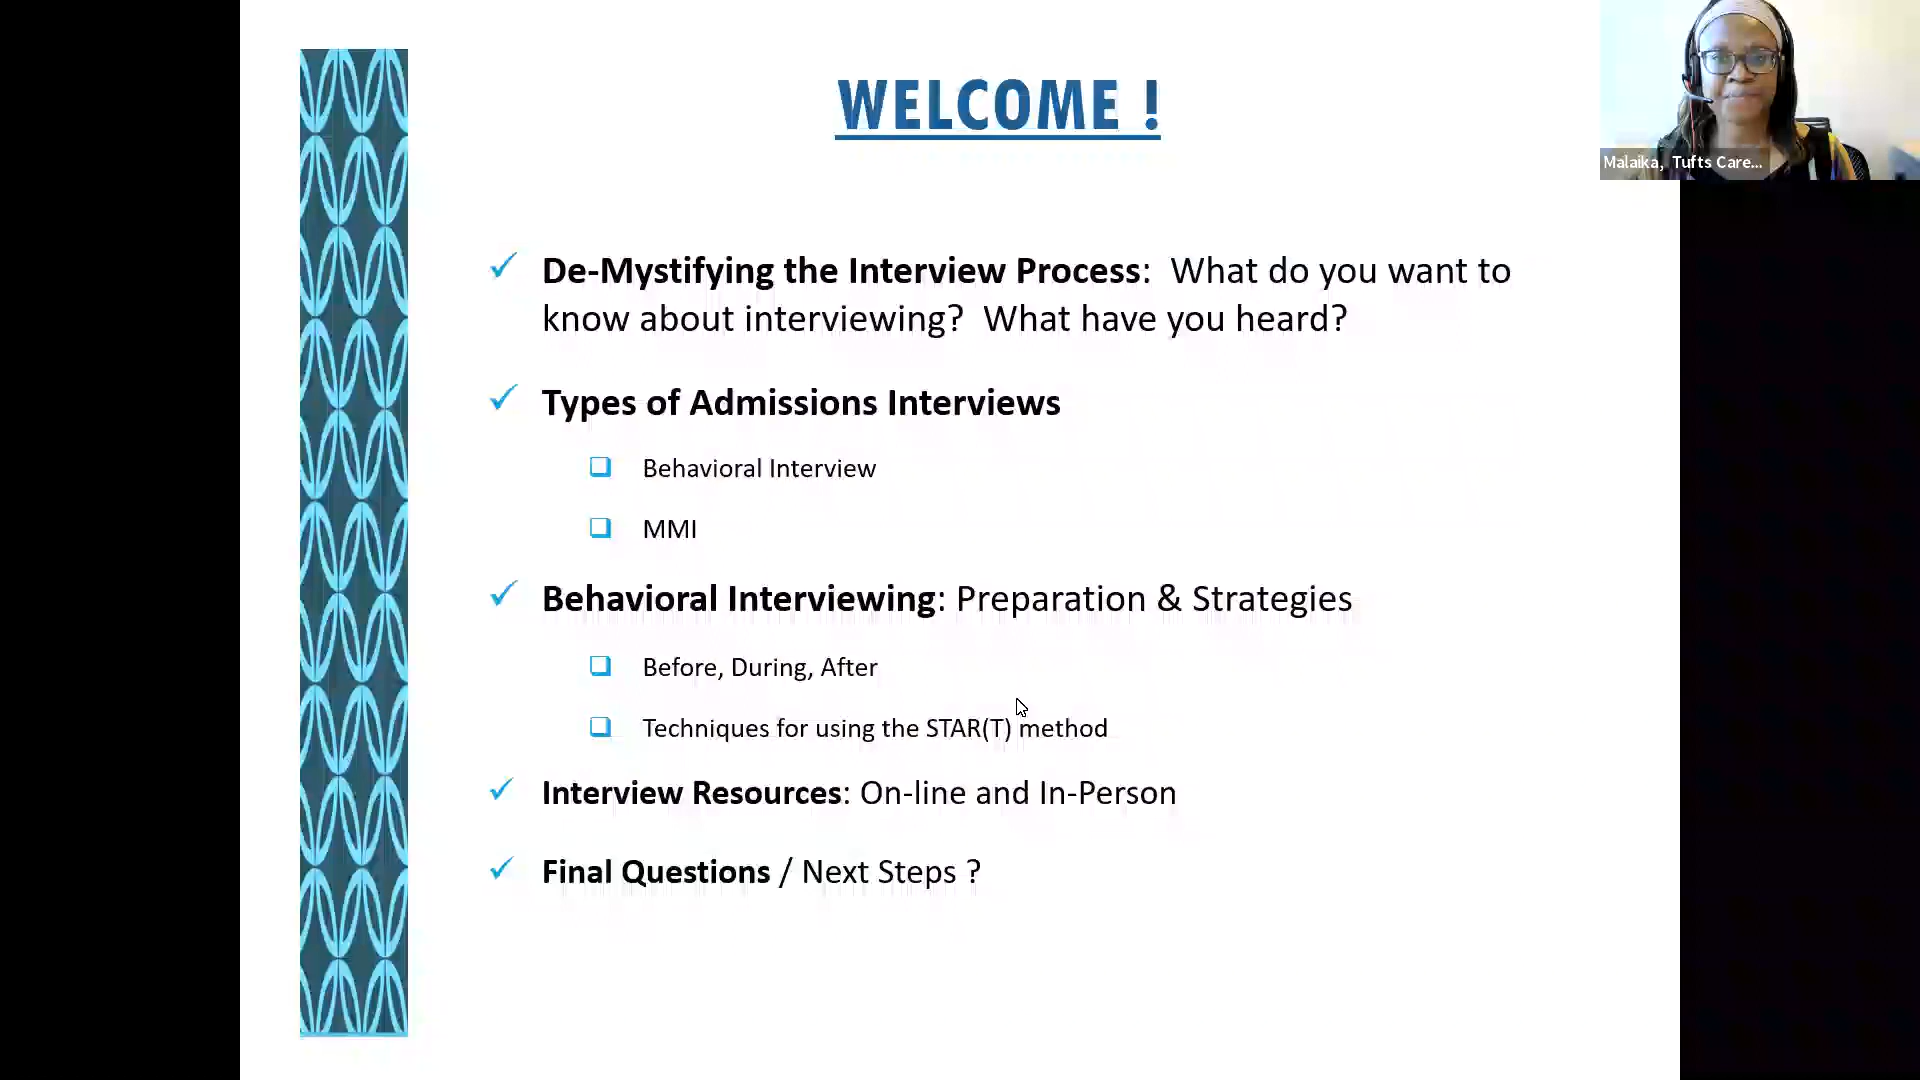 WELCOME !
Malaika, Tufts Care...
De-Mystifying the Interview Process: What do you want to
know about interviewing? What have you heard?
Types of Admissions Interviews
Behavioral Interview
MMI
Behavioral Interviewing: Preparation & Strategies
Before, During, After
Techniques for using the STAR(T) method
Interview Resources: On-line and In-Person
Final Questions / Next Steps ?